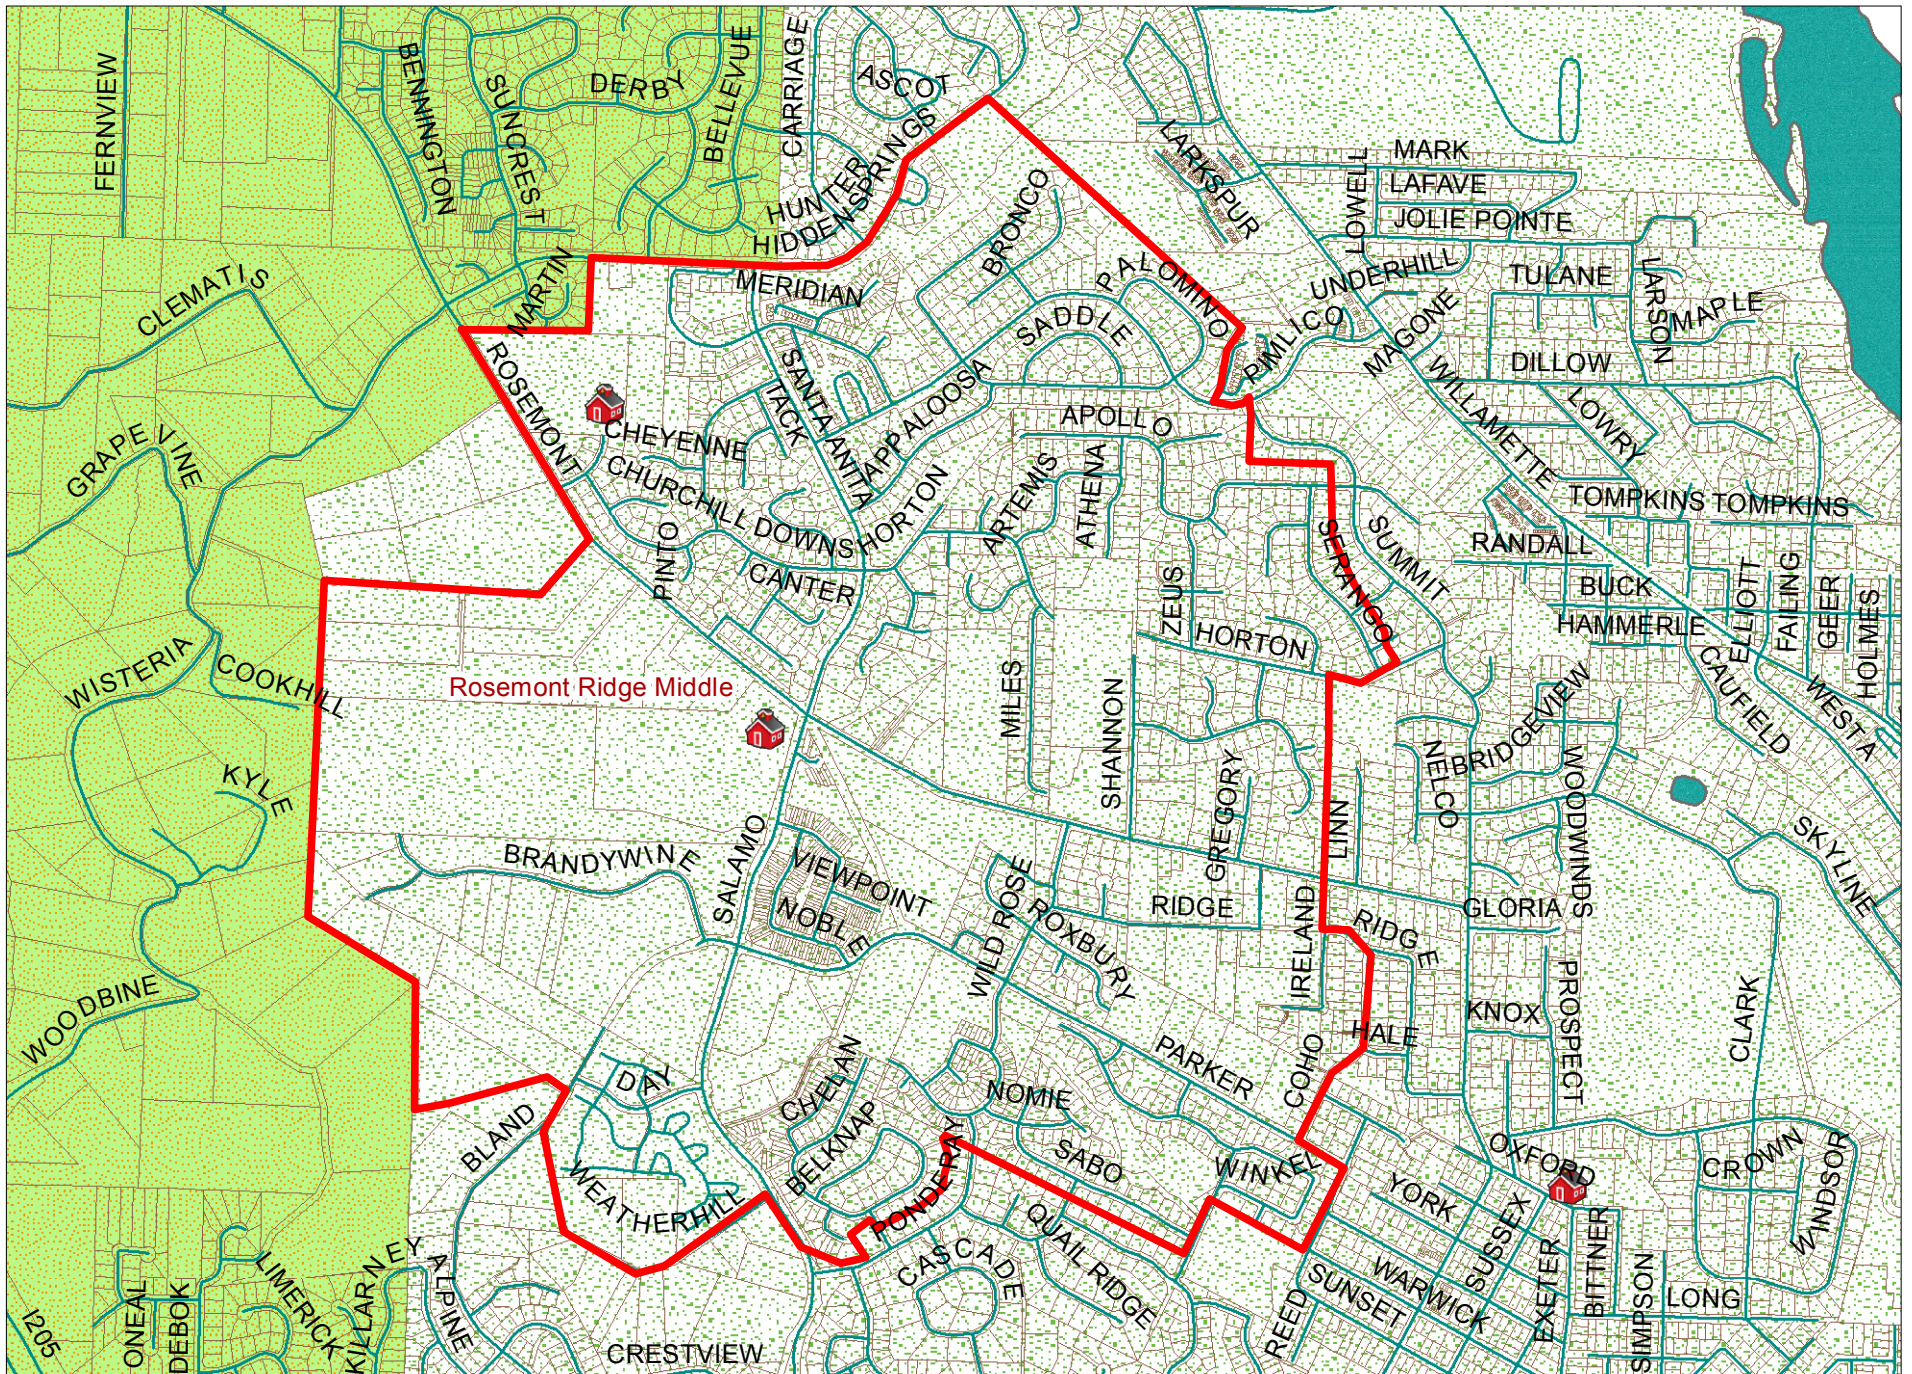 CARRIAGE
ASCOT
FERNVIEW
BENNINGTON
SUNCREST
DERBY
BELLEVUE
HUNTER
HIDDEN SPRINGS
LARKSPUR
MARK
LAFAVE
JOLIE POINTE
LOWELL
UNDERHILL
TULANE
LARSON
MAPLE
CLEMATIS
MARTIN
MERIDIAN
BRONCO
PALOMINO
SADDLE
PIMLICO
MAGONE
DILLOW
WILLAMETTE
LOWRY
ROSEMONT
SANTA ANITA
TACK
APPALOOSA
APOLLO
GRAPEVINE
CHEYENNE
CHURCHILL DOWNS
HORTON
ARTEMIS
ATHENA
TOMPKINS TOMPKINS
SERANGO
SUMMIT
RANDALL
PINTO
CANTER
ZEUS
BUCK
HAMMERLE
ELLIOTT
FAILING
GEER
HOLMES
HORTON
WISTERIA
COOKHILL
Rosemont Ridge Middle
MILES
SHANNON
BRIDGEVIEW
CAUFIELD
WESTA
KYLE
GREGORY
LINN
NELCO
WOODWINDS
SKYLINE
BRANDYWINE
SALAMO
VIEWPOINT
NOBLE
WILD ROSE
ROXBURY
RIDGE
IRELAND
RIDGE
GLORIA
WOODBINE
PROSPECT
KNOX
CLARK
HALE
COHO
PARKER
DAY
CHELAN
NOMIE
BLAND
BELKNAP
PONDERAY
SABO
WINKEL
OXFORD
CROWN
WINDSOR
WEATHERHILL
YORK
SUSSEX
QUAIL RIDGE
CASCADE
LIMERICK
KILLARNEY
ALPINE
ONEAL
DEBOK
I205
SUNSET
WARWICK
REED
EXETER
BITTNER
SIMPSON
LONG
CRESTVIEW